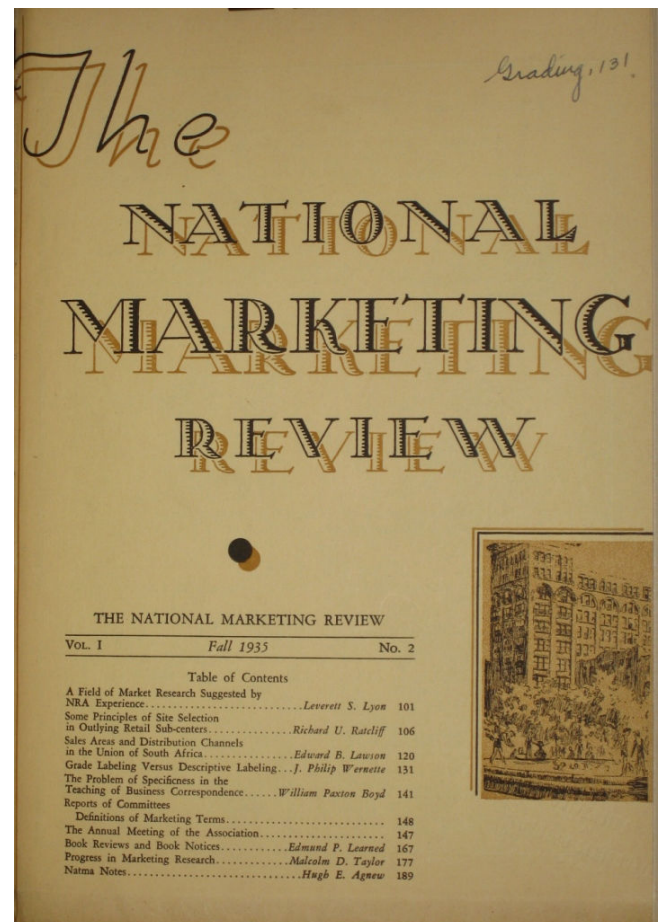 Grading, 131.
The
NATIONAL
MARKETING
REVIEW
THE NATIONAL MARKETING REVIEW
VOL. I Fall 1935 No. 2
Table of Contents
A Field of Market Research Suggested by
NRA Experience............................Leverett S. Lyon 101
Some Principles of Site Selection
in Outlying Retail Sub-centers...............Richard U. Ratcliff 106
Sales Areas and Distribution Channels
in the Union of South Africa................Edward B. Lawson 120
Grade Labeling Versus Descriptive Labeling...J. Philip Wernette 131
The Problem of Specificness in the
Teaching of Business Correspondence......William Paxton Boyd 141
Reports of Committees
Definitions of Marketing Terms........................... 148
The Annual Meeting of the Association..................... 147
Book Reviews and Book Notices............Edmund P. Learned 167
Progress in Marketing Research.............Malcolm D. Taylor 177
Natma Notes..............................Hugh E. Agnew 189